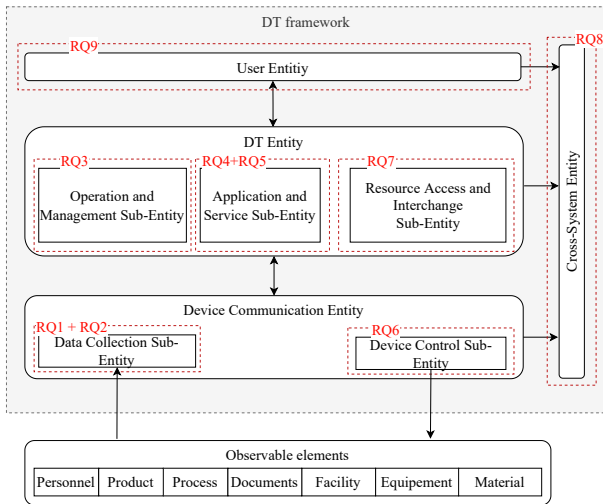 DT framework
RQ9
RQ8
User Entitiy
DT Entity
RQ3
RQ4+RQ5
RQ7
Operation and
Management Sub-Entity
Application and
Service Sub-Entity
Resource Access and
Interchange
Sub-Entity
Cross-System Entity
Device Communication Entity
RQ1 + RQ2
RQ6
Data Collection Sub-
Entity
Device Control Sub-
Entity
Observable elements
Personnel Product Process Documents Facility Equipement Material